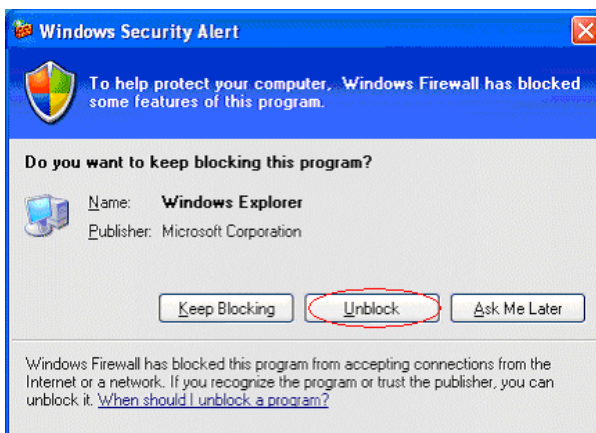 Windows Security Alert
To help protect your computer, Windows Firewall has blocked
some features of this program.
Do you want to keep blocking this program?
Name: Windows Explorer
Publisher: Microsoft Corporation
Keep Blocking Unblock Ask Me Later
Windows Firewall has blocked this program from accepting connections from the
Internet or a network. If you recognize the program or trust the publisher, you can
unblock it. When should I unblock a program?